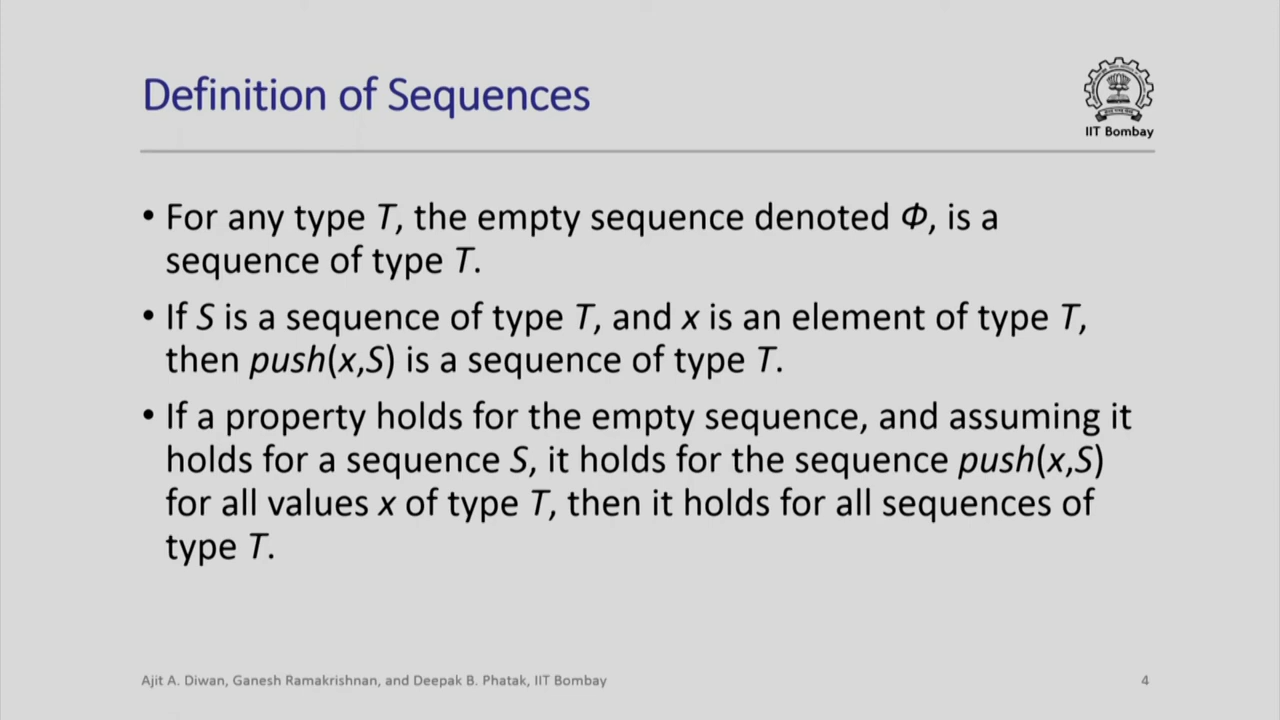 Definition of Sequences
IIT Bombay
• For any type T, the empty sequence denoted Φ, is a
sequence of type T.
• If S is a sequence of type T, and x is an element of type T,
then push(x,S) is a sequence of type T.
• If a property holds for the empty sequence, and assuming it
holds for a sequence S, it holds for the sequence push(x,S)
for all values x of type T, then it holds for all sequences of
type T.
Ajit A. Diwan, Ganesh Ramakrishnan, and Deepak B. Phatak, IIT Bombay
4